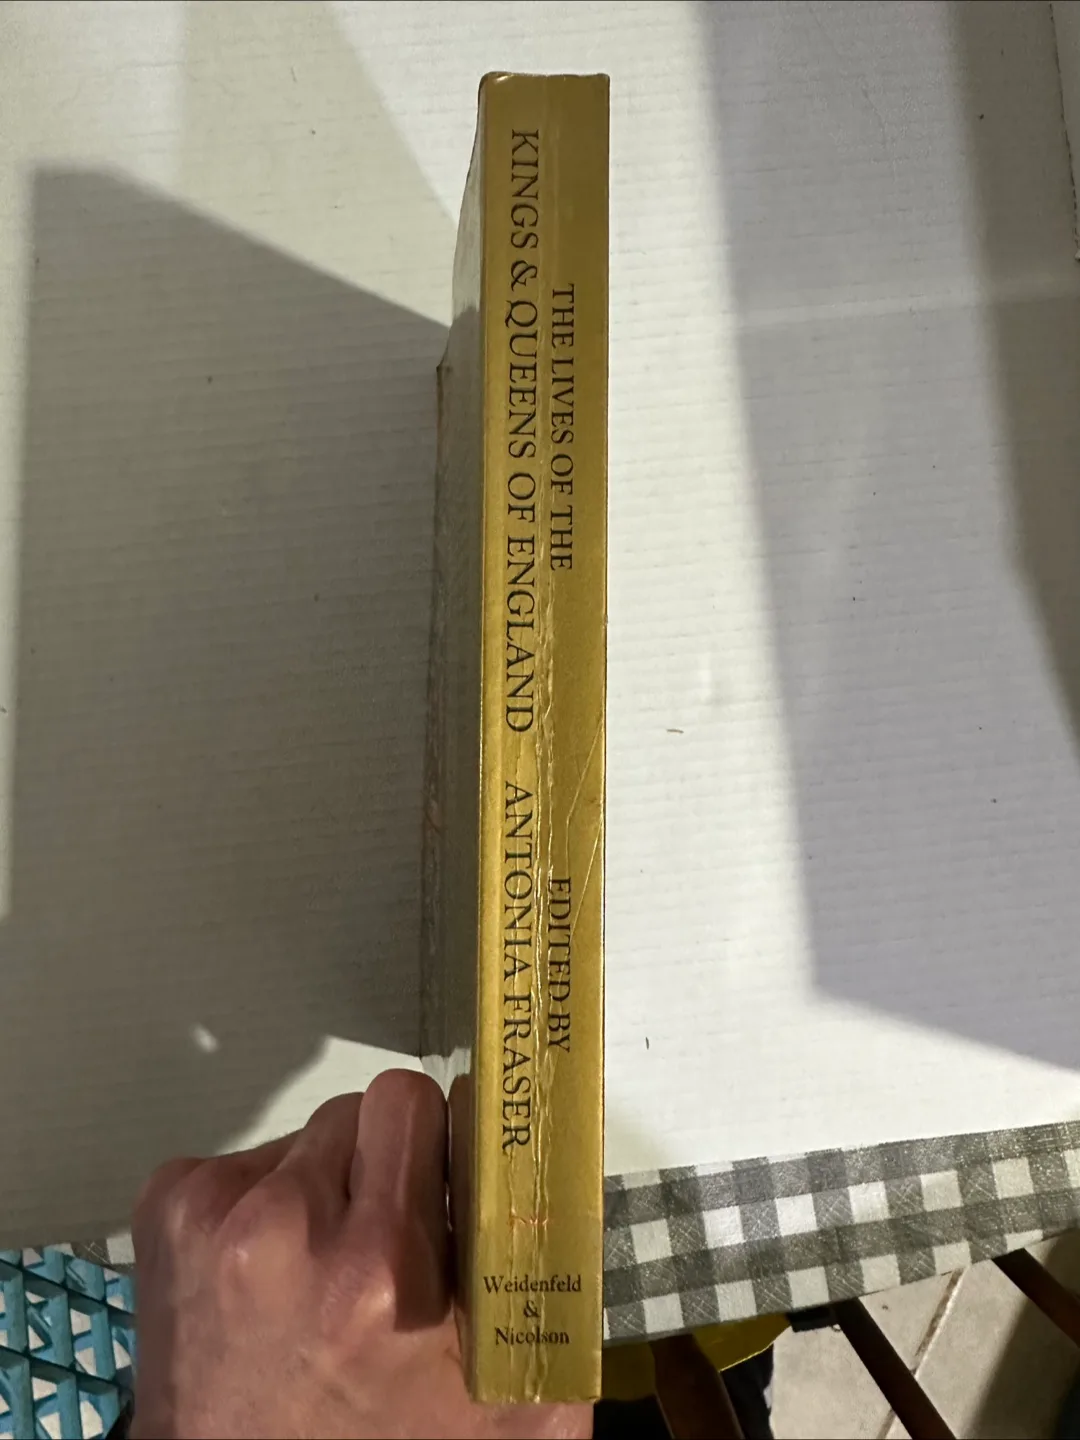 THE LIVES OF THE
KINGS & QUEENS OF ENGLAND
EDITED BY
ANTONIA FRASER
Weidenfeld
&
Nicolson